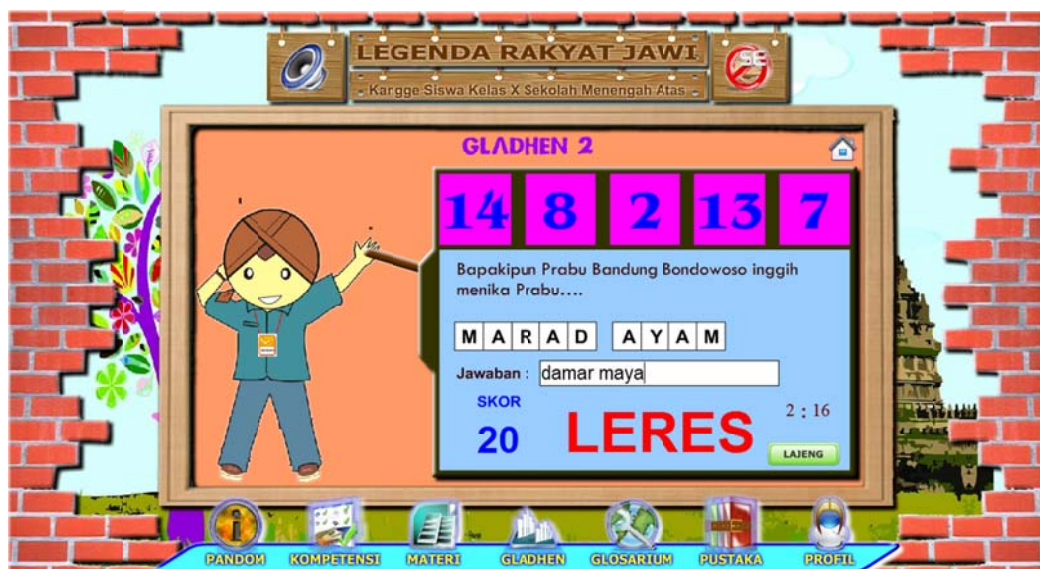 LEGENDA RAKYAT JAWI
Kargge Siswa Kelas X Sekolah Menengah Atas
SE
GLADHEN 2
14 8 2 13 7
Bapakipun Prabu Bandung Bondowoso inggih
menika Prabu....
M A R A D A Y A M
Jawaban : damar maya
SKOR
20
LERES
2 : 16
LAJENG
PANDOM KOMPETENSI MATERI GLADHEN GLOSARIUM PUSTAKA PROFIL